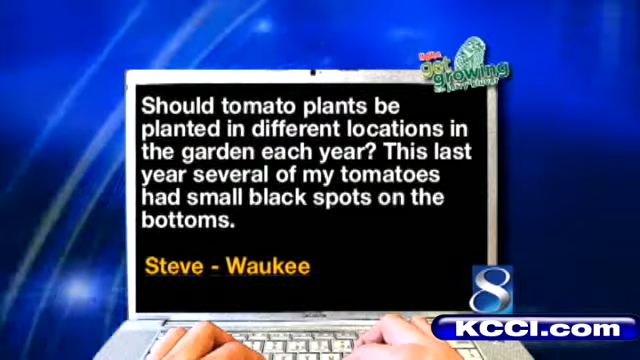 get
growing
Should tomato plants be
planted in different locations in
the garden each year? This last
year several of my tomatoes
had small black spots on the
bottoms.
Steve - Waukee
8
KCCI.com